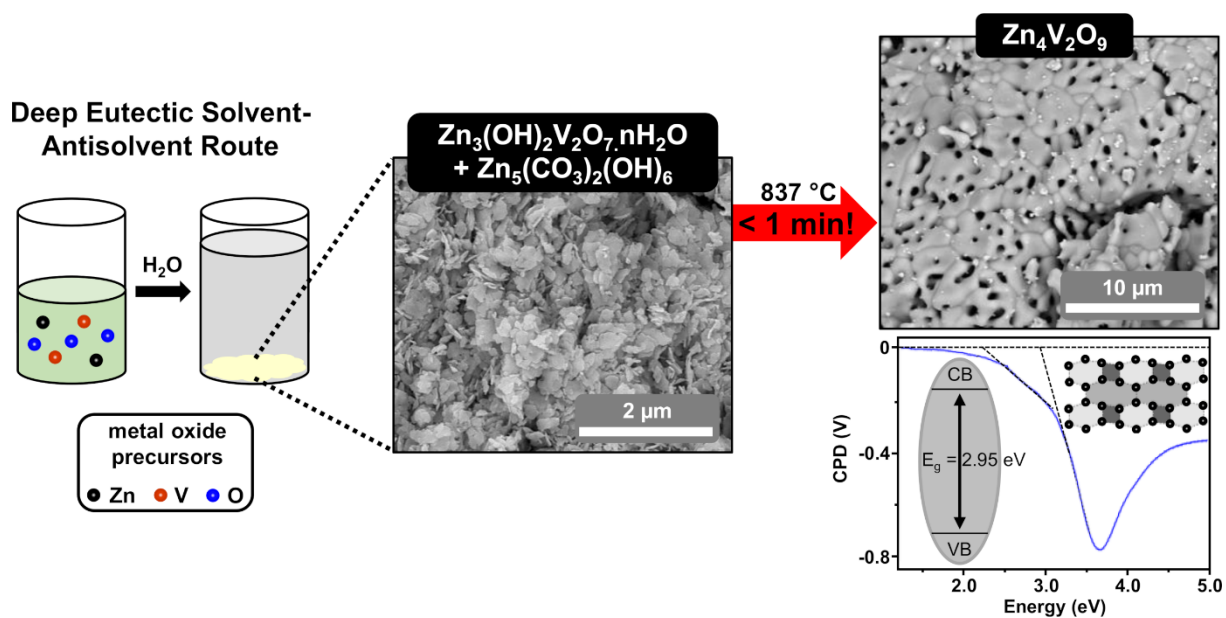 Deep Eutectic Solvent-
Antisolvent Route
H₂O
metal oxide
precursors
Zn V O
Zn₃(OH)₂V₂O₇.nH₂O
+ Zn₅(CO₃)₂(OH)₆
2 µm
837 °C
< 1 min!
Zn₄V₂O₉
10 µm
0
-0.4
-0.8
CPD (V)
CB
E_g = 2.95 eV
VB
2.0 3.0 4.0 5.0
Energy (eV)